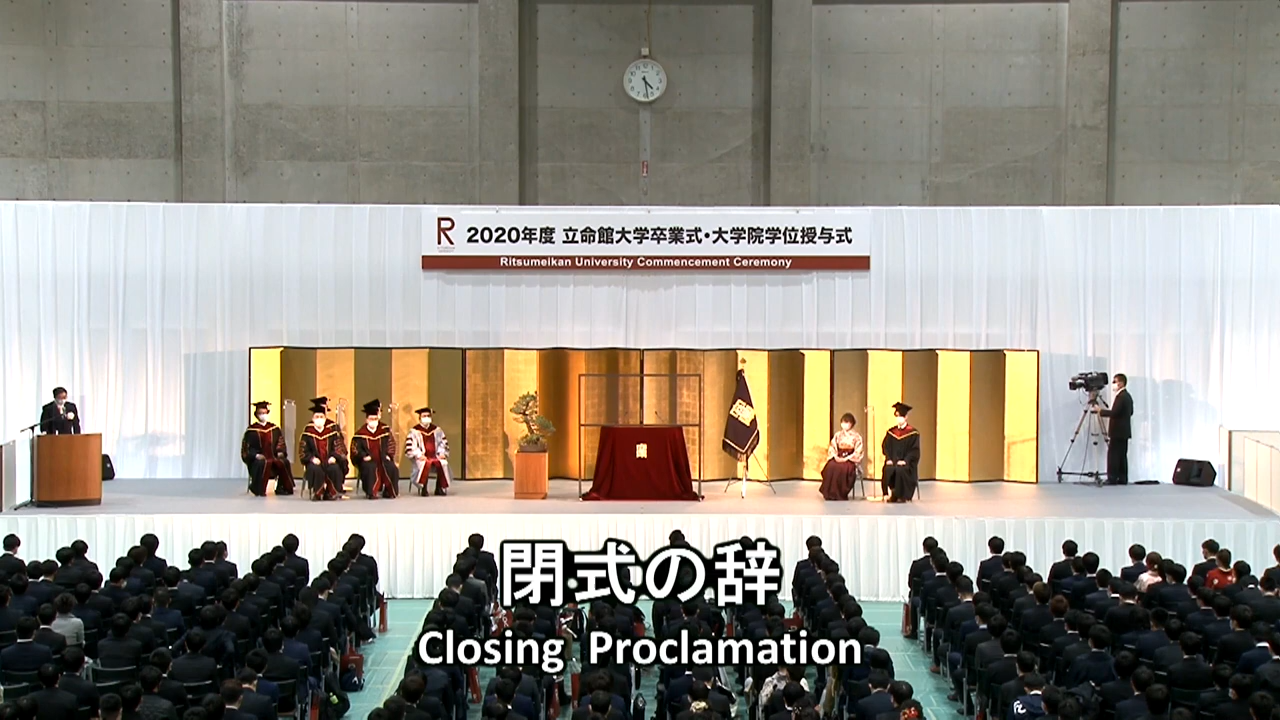 R 2020年度 立命館大学卒業式・大学院学位授与式
Ritsumeikan University Commencement Ceremony
閉式の辞
Closing Proclamation